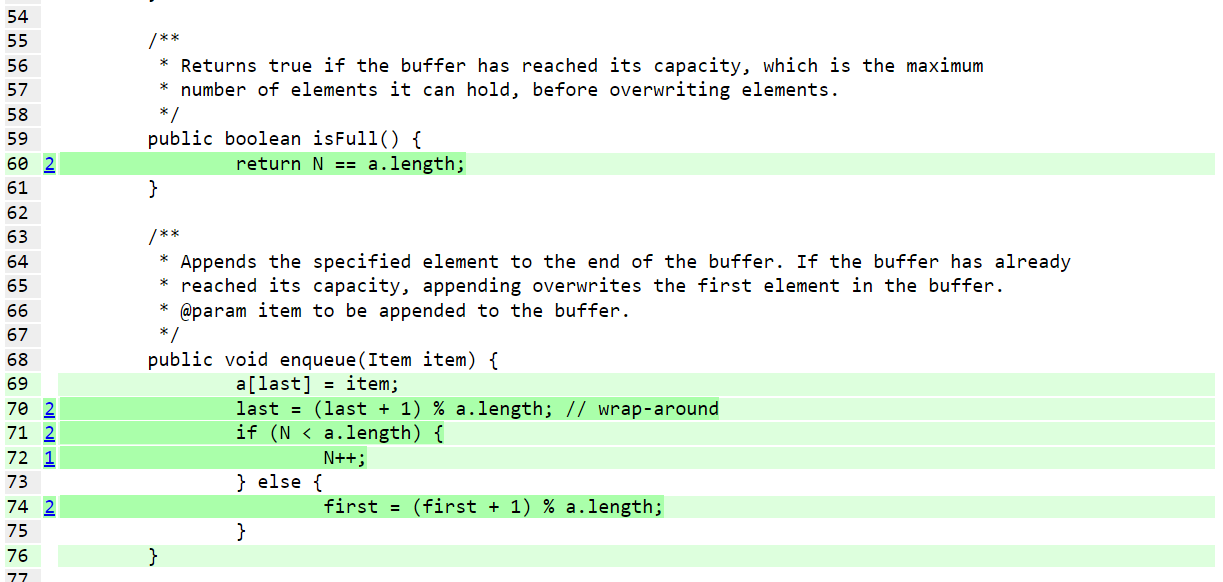 54
55 /**
56 * Returns true if the buffer has reached its capacity, which is the maximum
57 * number of elements it can hold, before overwriting elements.
58 */
59 public boolean isFull() {
60 2 return N == a.length;
61 }
62
63 /**
64 * Appends the specified element to the end of the buffer. If the buffer has already
65 * reached its capacity, appending overwrites the first element in the buffer.
66 * @param item to be appended to the buffer.
67 */
68 public void enqueue(Item item) {
69 a[last] = item;
70 2 last = (last + 1) % a.length; // wrap-around
71 2 if (N < a.length) {
72 1 N++;
73 } else {
74 2 first = (first + 1) % a.length;
75 }
76 }
77